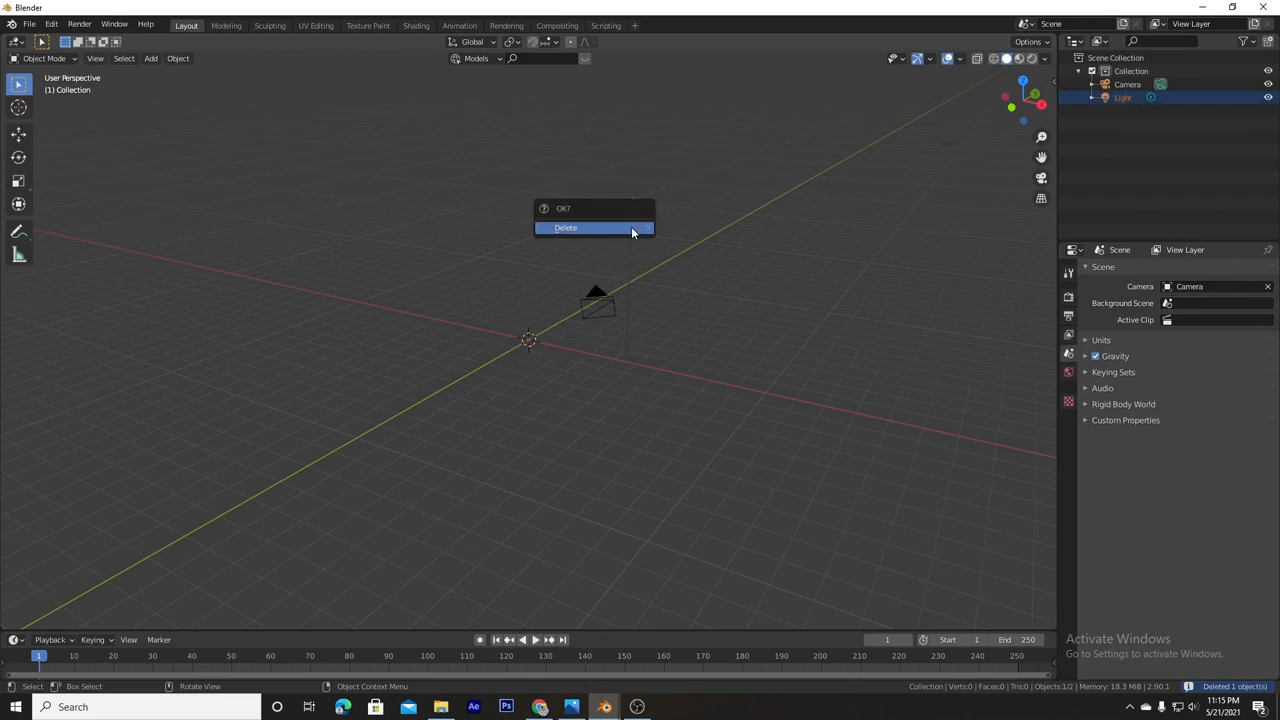 Blender
File Edit Render Window Help Layout Modeling Sculpting UV Editing Texture Paint Shading Animation Rendering Compositing Scripting + Scene View Layer
Global Options
Object Mode View Select Add Object Models
User Perspective
(1) Collection
Scene Collection
Collection
Camera
Light
Z
Y
X
OK?
Delete X
Scene View Layer
Scene
Camera Camera
Background Scene
Active Clip
Units
Gravity
Keying Sets
Audio
Rigid Body World
Custom Properties
Playback Keying View Marker 1 Start 1 End 250
1 10 20 30 40 50 60 70 80 90 100 110 120 130 140 150 160 170 180 190 200 210 220 230 240 250
Activate Windows
Go to Settings to activate Windows.
Select Box Select Rotate View Object Context Menu Collection | Verts:0 | Faces:0 | Tris:0 | Objects:1/2 | Memory: 18.3 MiB | 2.90.1 Deleted 1 object(s)
Search Ae Ps 11:15 PM
5/21/2021 2